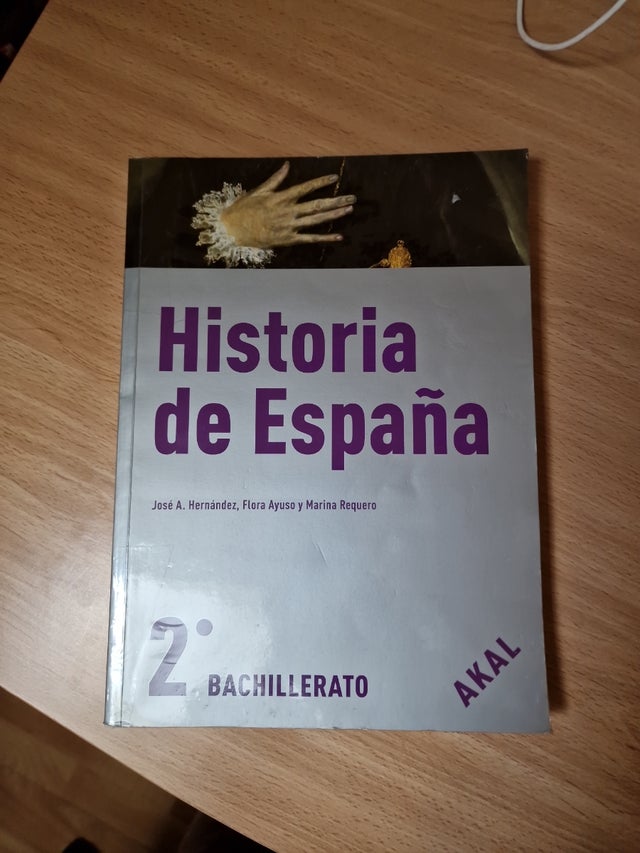 Historia
de España
José A. Hernández, Flora Ayuso y Marina Requero
2°
BACHILLERATO
AKAL